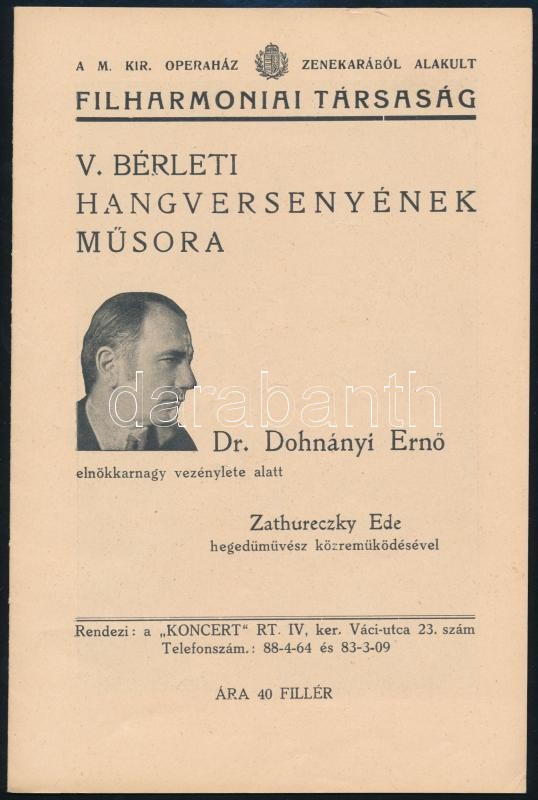 A M. KIR. OPERAHÁZ ZENEKARÁBÓL ALAKULT
FILHARMONIAI TÁRSASÁG
V. BÉRLETI
HANGVERSENYÉNEK
MŰSORA
darabanth
Dr. Dohnányi Ernő
elnökkarnagy vezénylete alatt
Zathureczky Ede
hegedüművész közreműködésével
Rendezi: a „KONCERT" RT. IV, ker. Váci-utca 23. szám
Telefonszám.: 88-4-64 és 83-3-09
ÁRA 40 FILLÉR